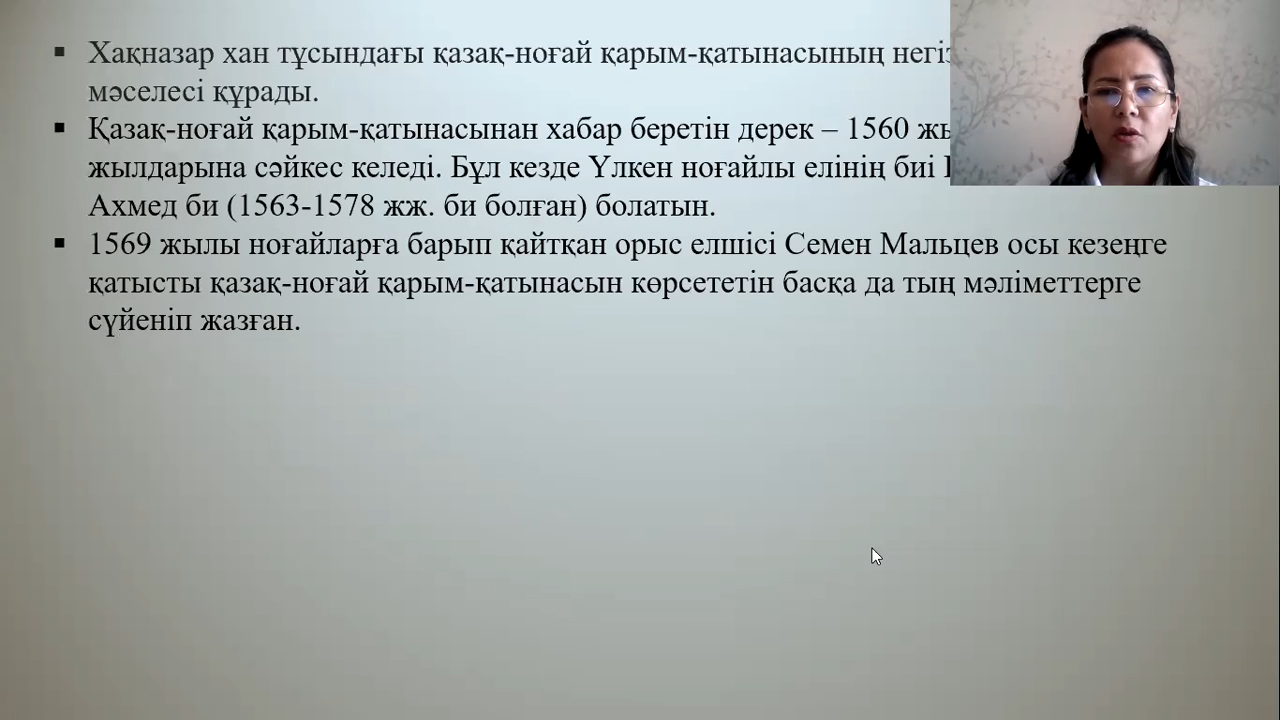 Хақназар хан тұсындағы қазақ-ноғай қарым-қатынасының
мәселесі құрады.
Қазақ-ноғай қарым-қатынасынан хабар беретін дерек – 1560
жылдарына сәйкес келеді. Бұл кезде Үлкен ноғайлы елінің биі
Ахмед би (1563-1578 жж. би болған) болатын.
1569 жылы ноғайларға барып қайтқан орыс елшісі Семен Мальцев осы кезеңге
қатысты қазақ-ноғай қарым-қатынасын көрсететін басқа да тың мәліметтерге
сүйеніп жазған.